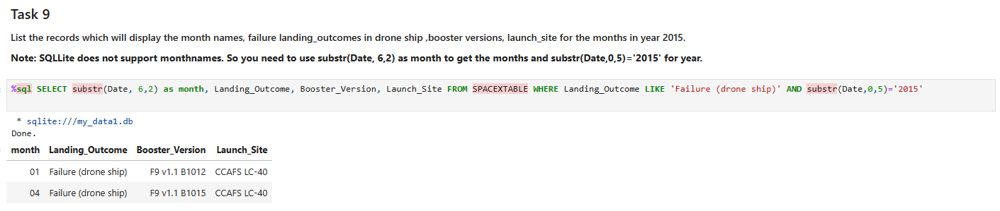 Task 9
List the records which will display the month names, failure landing_outcomes in drone ship ,booster versions, launch_site for the months in year 2015.
Note: SQLLite does not support monthnames. So you need to use substr(Date, 6,2) as month to get the months and substr(Date,0,5)='2015' for year.
%sql SELECT substr(Date, 6,2) as month, Landing_Outcome, Booster_Version, Launch_Site FROM SPACEXTABLE WHERE Landing_Outcome LIKE 'Failure (drone ship)' AND substr(Date,0,5)='2015'
* sqlite:///my_data1.db
Done.
month Landing_Outcome Booster_Version Launch_Site
01 Failure (drone ship) F9 v1.1 B1012 CCAFS LC-40
04 Failure (drone ship) F9 v1.1 B1015 CCAFS LC-40